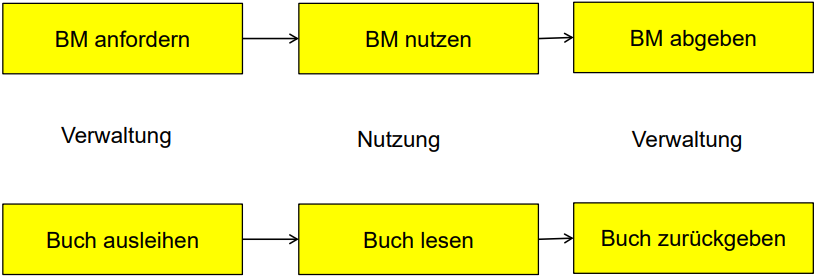 BM anfordern
BM nutzen
BM abgeben
Verwaltung
Nutzung
Verwaltung
Buch ausleihen
Buch lesen
Buch zurückgeben